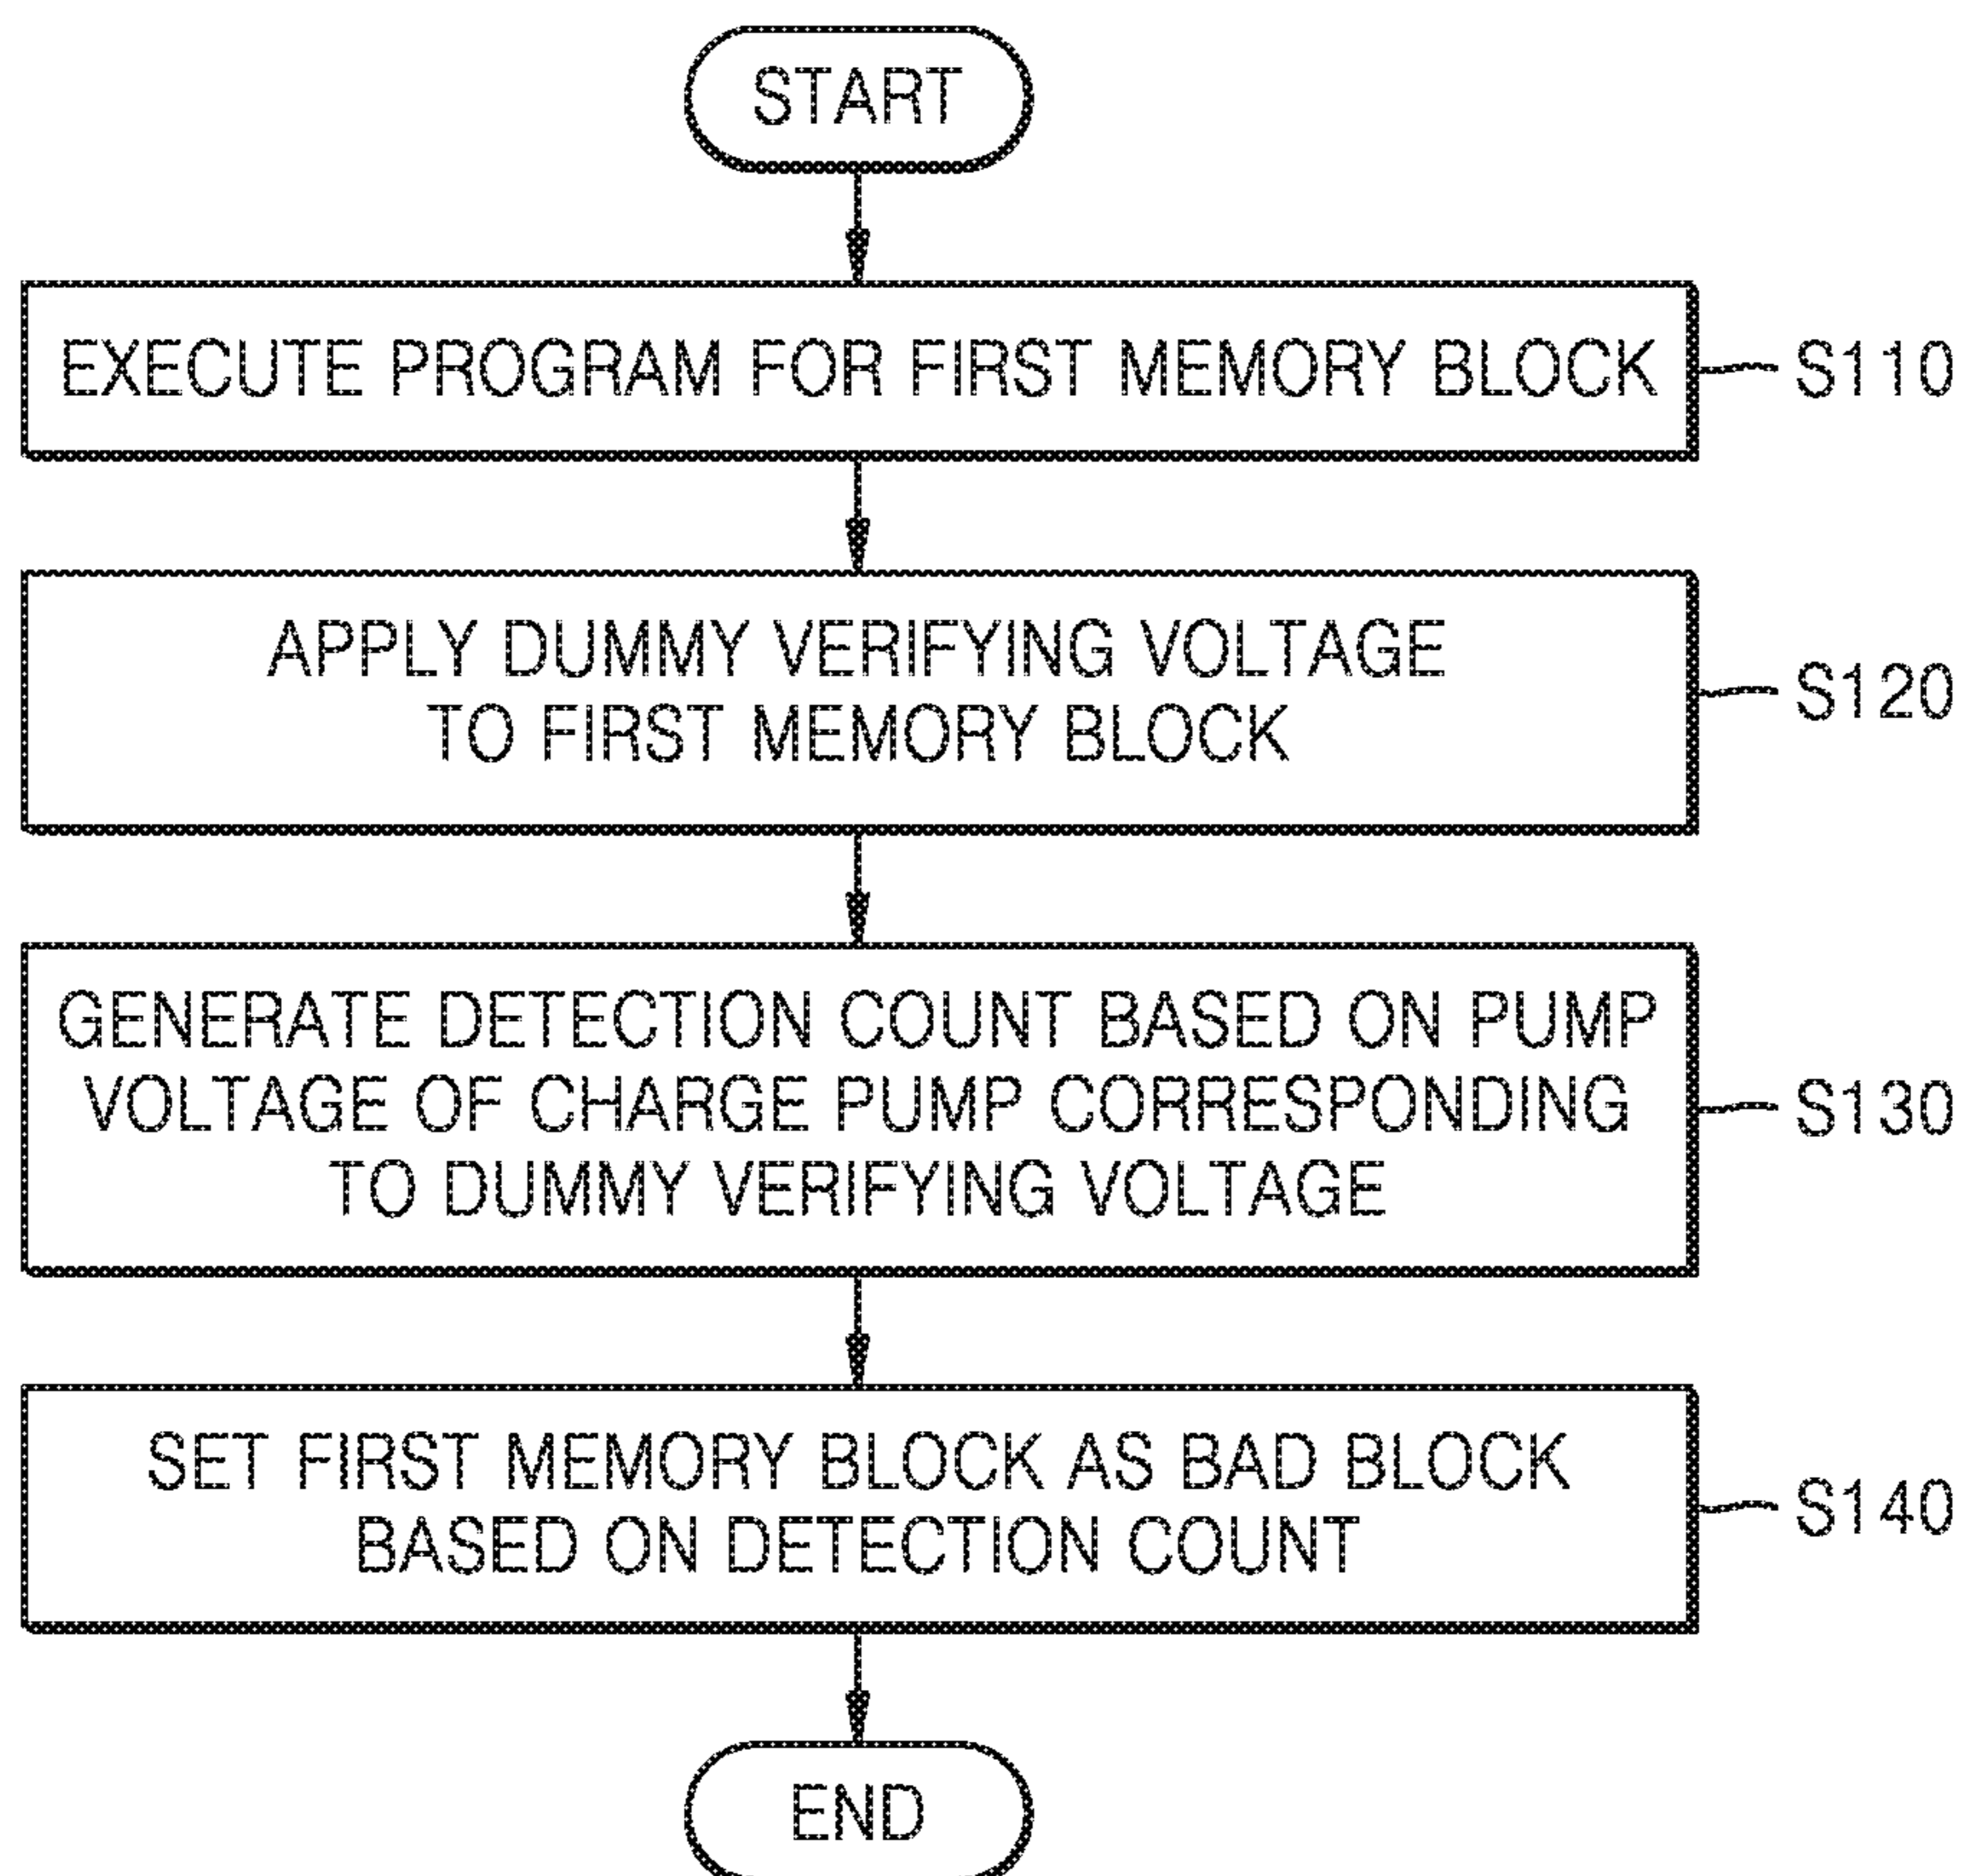 START
EXECUTE PROGRAM FOR FIRST MEMORY BLOCK
S110
APPLY DUMMY VERIFYING VOLTAGE
TO FIRST MEMORY BLOCK
S120
GENERATE DETECTION COUNT BASED ON PUMP
VOLTAGE OF CHARGE PUMP CORRESPONDING
TO DUMMY VERIFYING VOLTAGE
S130
SET FIRST MEMORY BLOCK AS BAD BLOCK
BASED ON DETECTION COUNT
S140
END